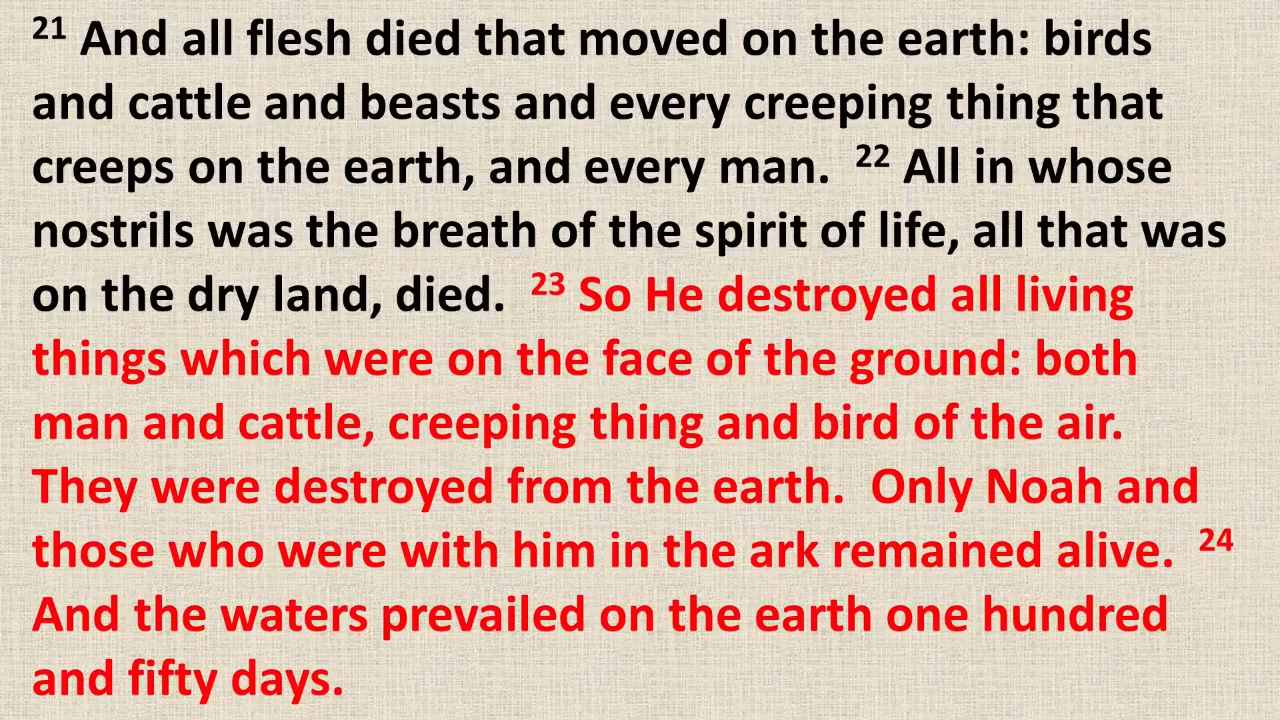 21 And all flesh died that moved on the earth: birds
and cattle and beasts and every creeping thing that
creeps on the earth, and every man. 22 All in whose
nostrils was the breath of the spirit of life, all that was
on the dry land, died. 23 So He destroyed all living
things which were on the face of the ground: both
man and cattle, creeping thing and bird of the air.
They were destroyed from the earth. Only Noah and
those who were with him in the ark remained alive. 24
And the waters prevailed on the earth one hundred
and fifty days.